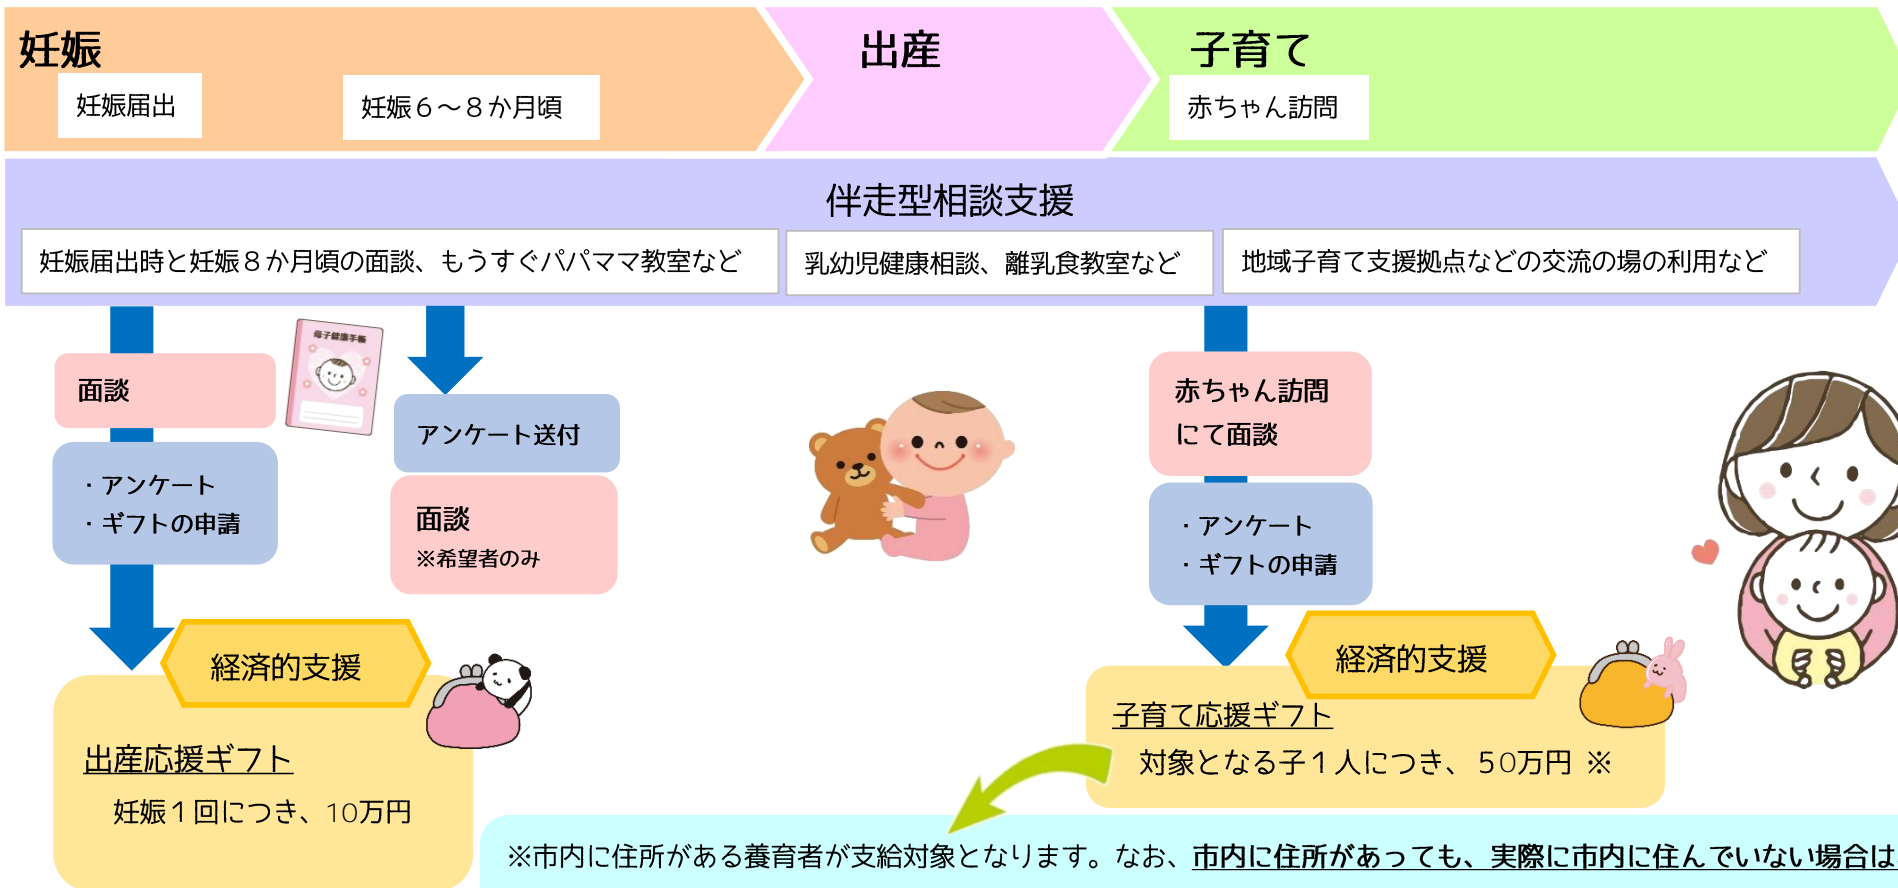 妊娠
出産
子育て
妊娠届出
妊娠６～８か月頃
赤ちゃん訪問
伴走型相談支援
妊娠届出時と妊娠８か月頃の面談、もうすぐパパママ教室など
乳幼児健康相談、離乳食教室など
地域子育て支援拠点などの交流の場の利用など
母子健康手帳
面談
・アンケート
・ギフトの申請
アンケート送付
面談
※希望者のみ
赤ちゃん訪問
にて面談
・アンケート
・ギフトの申請
経済的支援
出産応援ギフト
妊娠１回につき、10万円
経済的支援
子育て応援ギフト
対象となる子１人につき、５0万円 ※
※市内に住所がある養育者が支給対象となります。なお、市内に住所があっても、実際に市内に住んでいない場合は